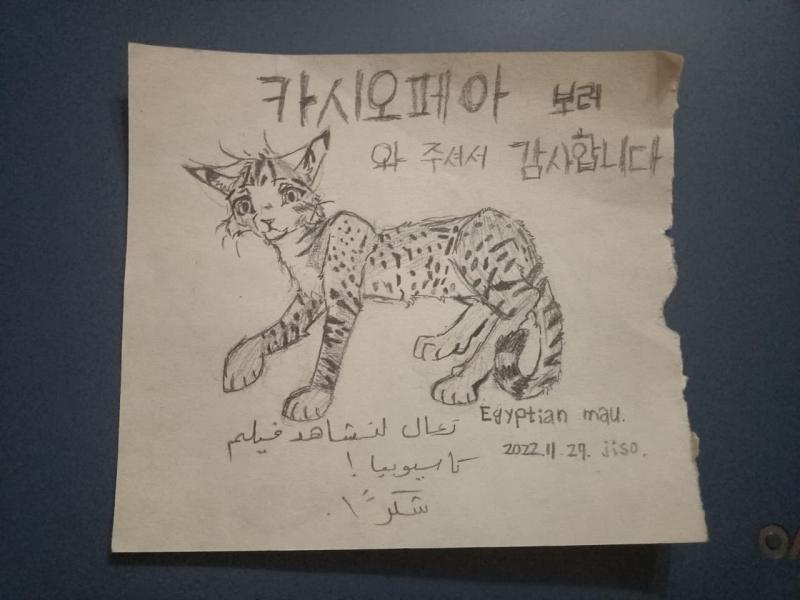 카시오페아 보러
와 주셔서 감사합니다
Egyptian mau.
2022.11.29. jiso.
تعال لنشاهد فيلم
كاسيوبيا !
شكرًا.